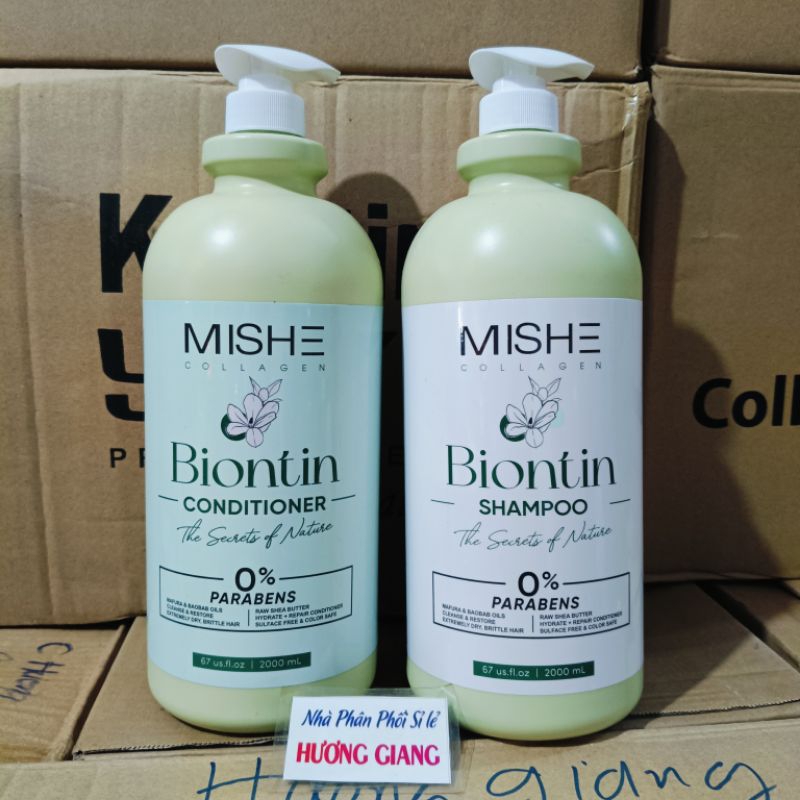 MISHE
COLLAGEN
Biontin
CONDITIONER
The Secrets of Nature
0%
PARABENS
MAFURA & BAOBAB OILS
CLEANSE & RESTORE
EXTREMELY DRY, BRITTLE HAIR
RAW SHEA BUTTER
HYDRATE + REPAIR CONDITIONER
SULFACE FREE & COLOR SAFE
67 us.fl.oz | 2000 mL
MISHE
COLLAGEN
Biontin
SHAMPOO
The Secrets of Nature
0%
PARABENS
MAFURA & BAOBAB OILS
CLEANSE & RESTORE
EXTREMELY DRY, BRITTLE HAIR
RAW SHEA BUTTER
HYDRATE + REPAIR CONDITIONER
SULFACE FREE & COLOR SAFE
67 us.fl.oz | 2000 mL
Coll
Nhà Phân Phối Sỉ lẻ
HƯƠNG GIANG
Hương giang